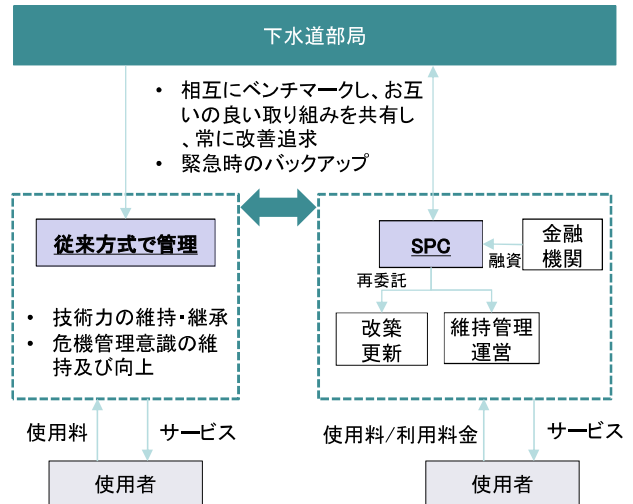 下水道部局
• 相互にベンチマークし、お互
いの良い取り組みを共有し
、常に改善追求
• 緊急時のバックアップ
従来方式で管理
• 技術力の維持・継承
• 危機管理意識の維
持及び向上
SPC
融資
金融
機関
再委託
改築
更新
維持管理
運営
使用料
サービス
使用料/利用料金
サービス
使用者
使用者